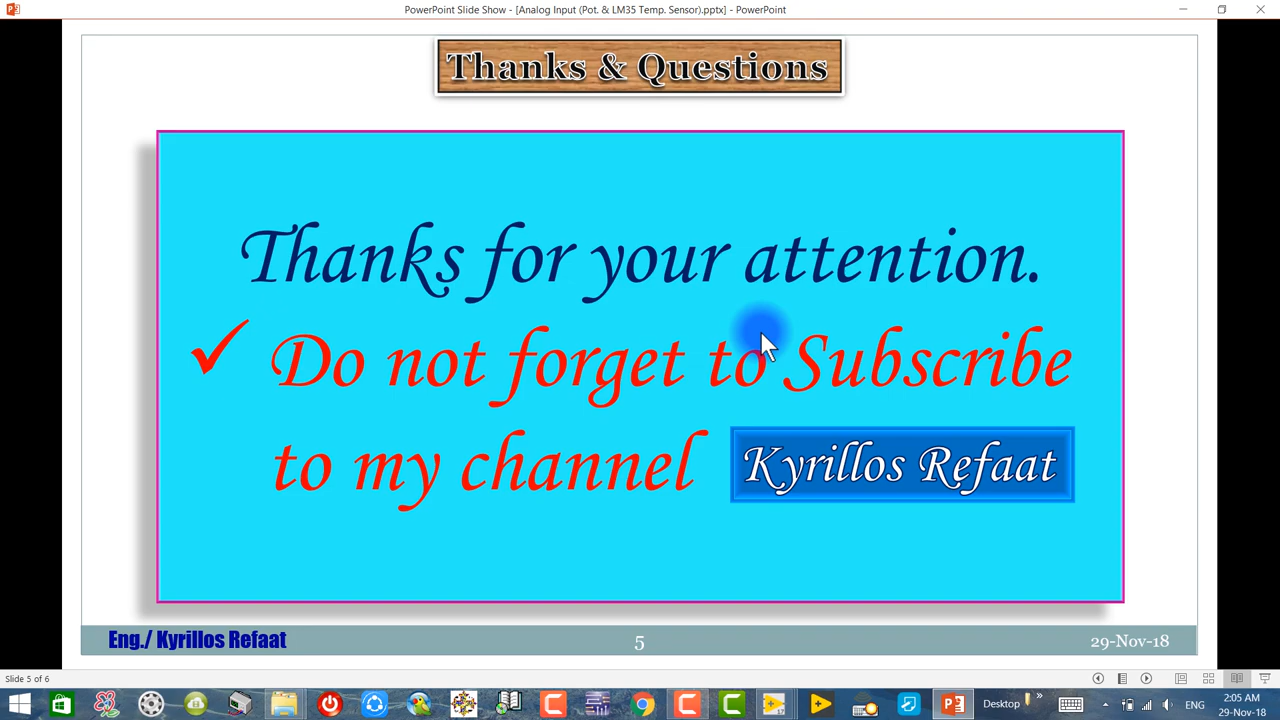 PowerPoint Slide Show - [Analog Input (Pot. & LM35 Temp. Sensor).pptx] - PowerPoint
Thanks & Questions
Thanks for your attention.
✓ Do not forget to Subscribe
to my channel Kyrillos Refaat
Eng./ Kyrillos Refaat 5 29-Nov-18
Slide 5 of 6
Desktop ENG 2:05 AM
29-Nov-18